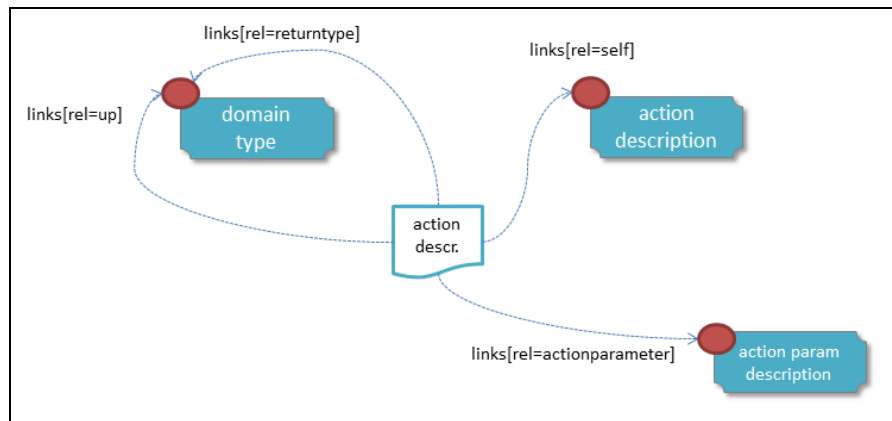 links[rel=returntype]
links[rel=self]
links[rel=up]
domain
type
action
description
action
descr.
links[rel=actionparameter]
action param
description